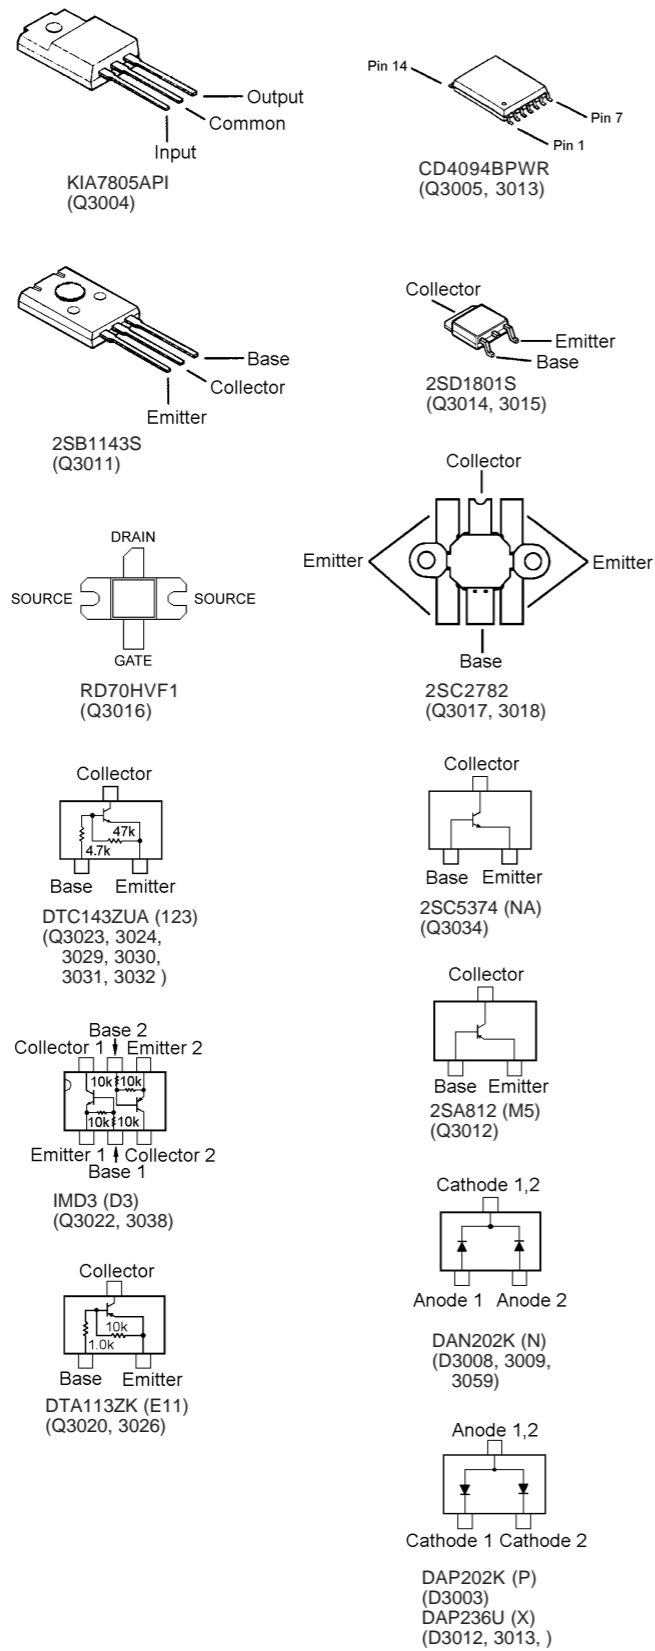 Output
Common
Input
KIA7805API
(Q3004)
Pin 14
Pin 7
Pin 1
CD4094BPWR
(Q3005, 3013)
Base
Collector
Emitter
2SB1143S
(Q3011)
Collector
Emitter
Base
2SD1801S
(Q3014, 3015)
DRAIN
SOURCE SOURCE
GATE
RD70HVF1
(Q3016)
Collector
Emitter Emitter
Base
2SC2782
(Q3017, 3018)
Collector
47k
4.7k
Base Emitter
DTC143ZUA (123)
(Q3023, 3024,
3029, 3030,
3031, 3032 )
Collector
Base Emitter
2SC5374 (NA)
(Q3034)
Collector
Base Emitter
2SA812 (M5)
(Q3012)
Base 2
Collector 1 Emitter 2
10k 10k
10k 10k
Emitter 1 Collector 2
Base 1
IMD3 (D3)
(Q3022, 3038)
Cathode 1,2
Anode 1 Anode 2
DAN202K (N)
(D3008, 3009,
3059)
Collector
10k
1.0k
Base Emitter
DTA113ZK (E11)
(Q3020, 3026)
Anode 1,2
Cathode 1 Cathode 2
DAP202K (P)
(D3003)
DAP236U (X)
(D3012, 3013, )